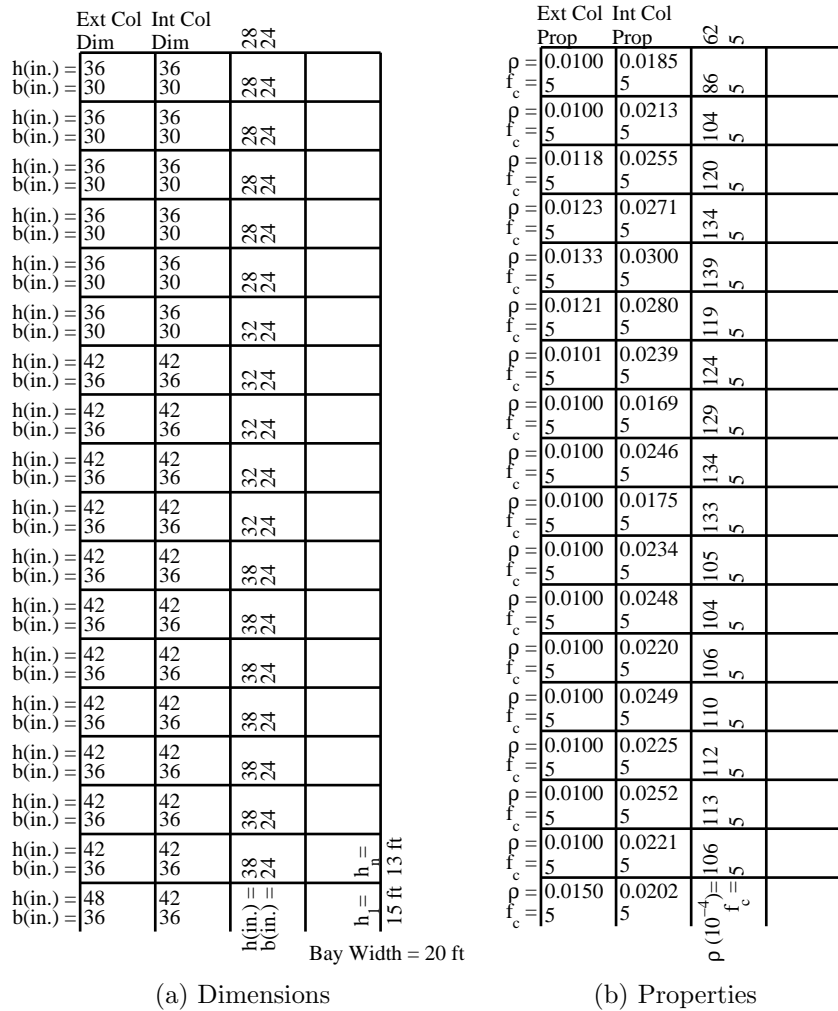 Ext Col Int Col
Dim Dim
28
24
h(in.) = 36 36
b(in.) = 30 30
28
24
h(in.) = 36 36
b(in.) = 30 30
28
24
h(in.) = 36 36
b(in.) = 30 30
28
24
h(in.) = 36 36
b(in.) = 30 30
28
24
h(in.) = 36 36
b(in.) = 30 30
28
24
h(in.) = 36 36
b(in.) = 30 30
32
24
h(in.) = 42 42
b(in.) = 36 36
32
24
h(in.) = 42 42
b(in.) = 36 36
32
24
h(in.) = 42 42
b(in.) = 36 36
32
24
h(in.) = 42 42
b(in.) = 36 36
32
24
h(in.) = 42 42
b(in.) = 36 36
38
24
h(in.) = 42 42
b(in.) = 36 36
38
24
h(in.) = 42 42
b(in.) = 36 36
38
24
h(in.) = 42 42
b(in.) = 36 36
38
24
h(in.) = 42 42
b(in.) = 36 36
38
24
h(in.) = 42 42
b(in.) = 36 36
38
24
h(in.) = 42 42
b(in.) = 36 36
h(in.) = 38
b(in.) = 24
h_n = 13 ft
h(in.) = 48 42
b(in.) = 36 36
h_1 = 15 ft
Bay Width = 20 ft
(a) Dimensions
Ext Col Int Col
Prop Prop
62
5
ρ = 0.0100 0.0185
f_c = 5 5
86
5
ρ = 0.0100 0.0213
f_c = 5 5
104
5
ρ = 0.0118 0.0255
f_c = 5 5
120
5
ρ = 0.0123 0.0271
f_c = 5 5
134
5
ρ = 0.0133 0.0300
f_c = 5 5
139
5
ρ = 0.0121 0.0280
f_c = 5 5
119
5
ρ = 0.0101 0.0239
f_c = 5 5
124
5
ρ = 0.0100 0.0169
f_c = 5 5
129
5
ρ = 0.0100 0.0246
f_c = 5 5
134
5
ρ = 0.0100 0.0175
f_c = 5 5
133
5
ρ = 0.0100 0.0234
f_c = 5 5
105
5
ρ = 0.0100 0.0248
f_c = 5 5
104
5
ρ = 0.0100 0.0220
f_c = 5 5
106
5
ρ = 0.0100 0.0249
f_c = 5 5
110
5
ρ = 0.0100 0.0225
f_c = 5 5
112
5
ρ = 0.0100 0.0252
f_c = 5 5
113
5
ρ = 0.0100 0.0221
f_c = 5 5
ρ (10⁻⁴) = 106
f_c = 5
ρ = 0.0150 0.0202
f_c = 5 5
(b) Properties